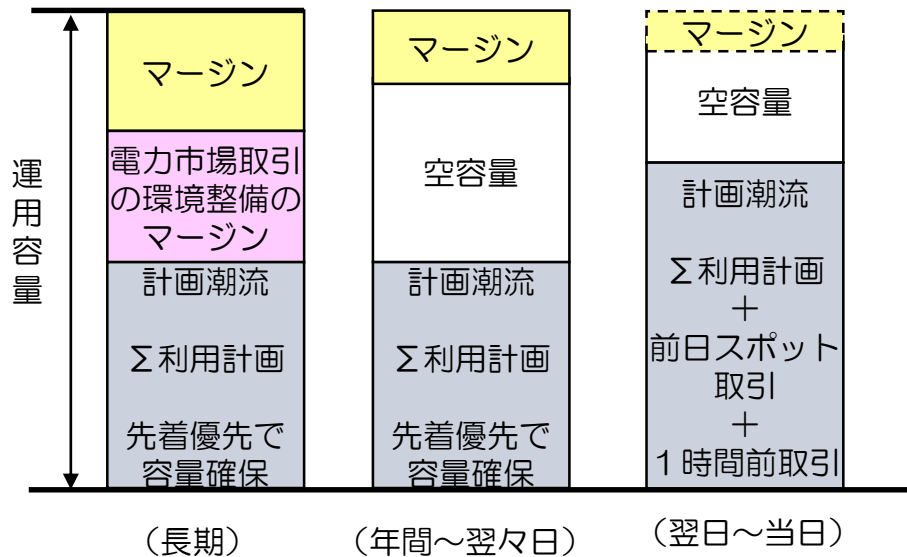 運用容量
マージン
電力市場取引
の環境整備の
マージン
計画潮流
Σ利用計画
先着優先で
容量確保
(長期)
マージン
空容量
計画潮流
Σ利用計画
先着優先で
容量確保
(年間~翌々日)
マージン
空容量
計画潮流
Σ利用計画
+
前日スポット
取引
+
1時間前取引
(翌日~当日)